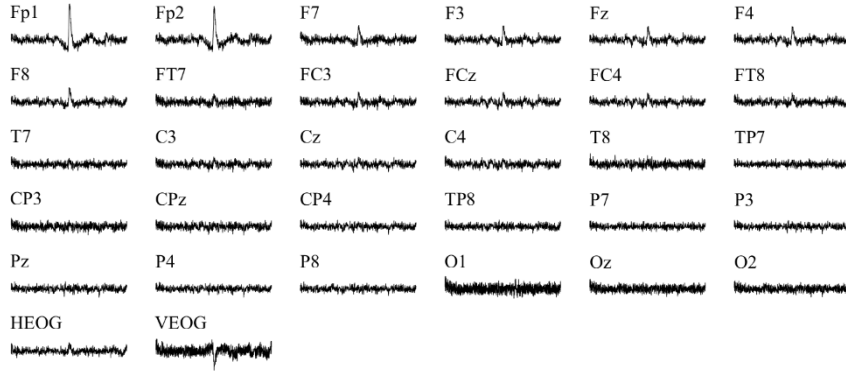 Fp1 Fp2 F7 F3 Fz F4
F8 FT7 FC3 FCz FC4 FT8
T7 C3 Cz C4 T8 TP7
CP3 CPz CP4 TP8 P7 P3
Pz P4 P8 O1 Oz O2
HEOG VEOG